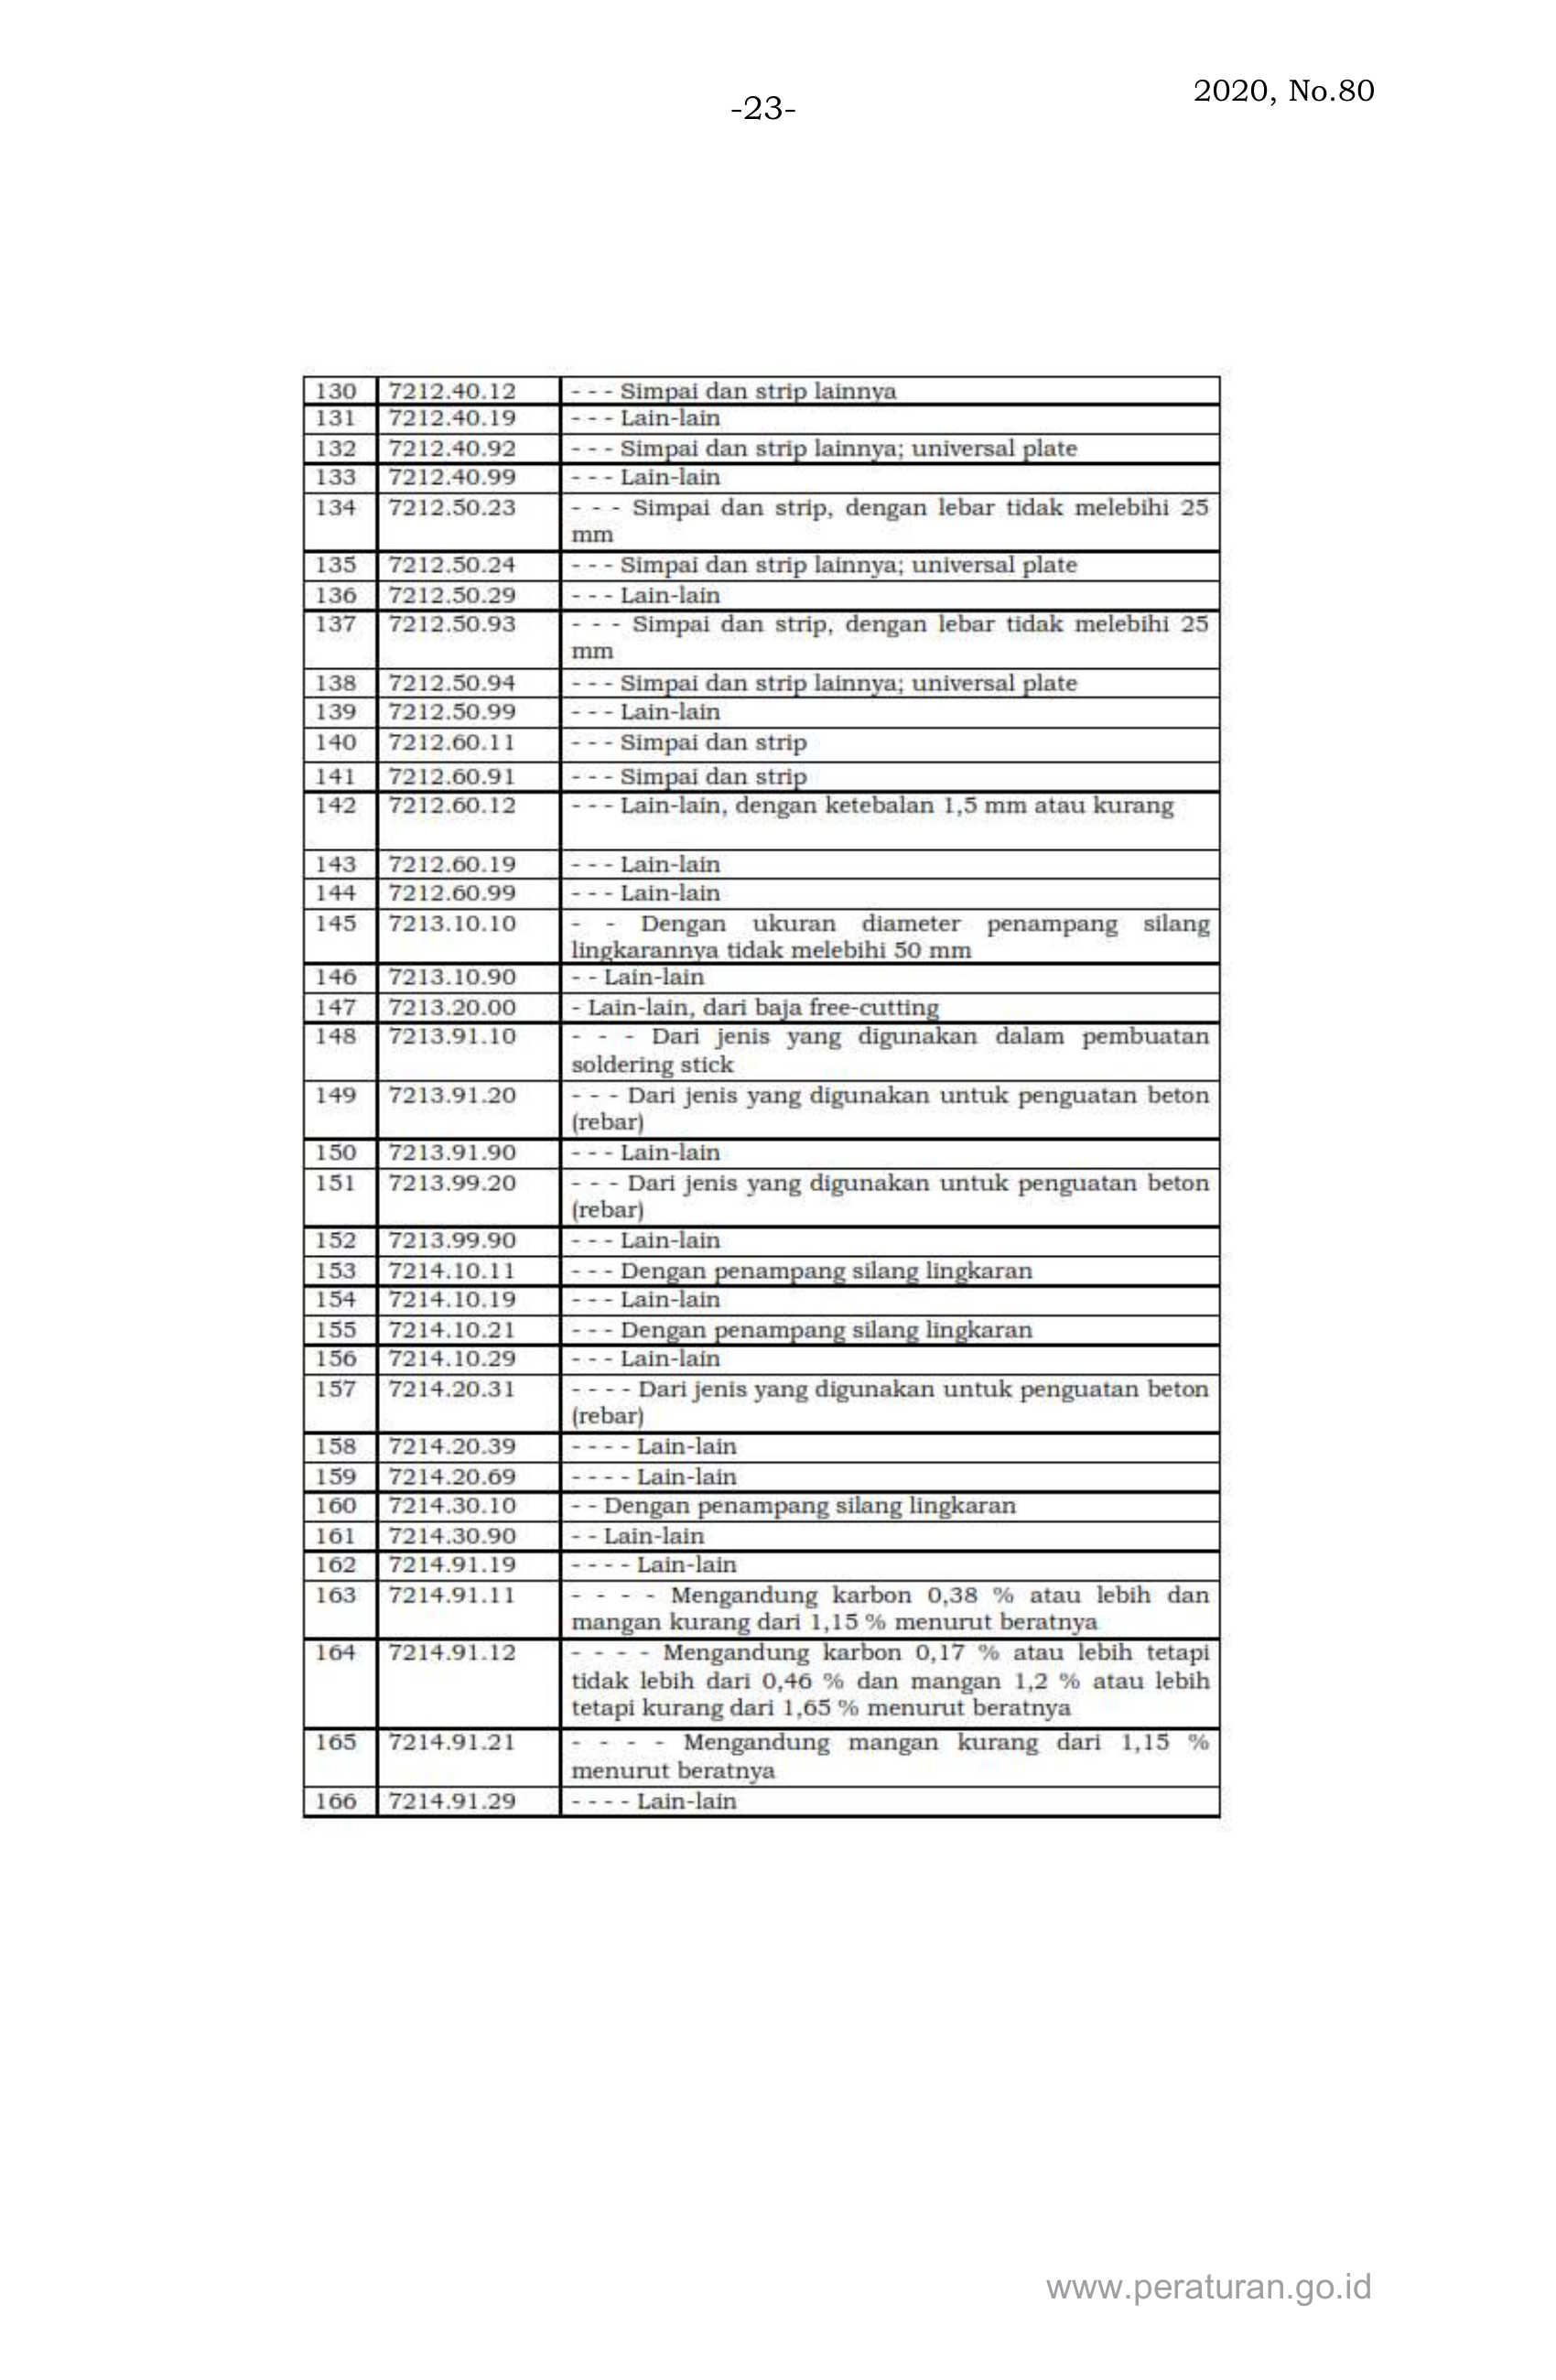 2020, No.80
-23-
130 7212.40.12 - - - Simpai dan strip lainnya
131 7212.40.19 - - - Lain-lain
132 7212.40.92 - - - Simpai dan strip lainnya; universal plate
133 7212.40.99 - - - Lain-lain
134 7212.50.23 - - - Simpai dan strip, dengan lebar tidak melebihi 25
mm
135 7212.50.24 - - - Simpai dan strip lainnya; universal plate
136 7212.50.29 - - - Lain-lain
137 7212.50.93 - - - Simpai dan strip, dengan lebar tidak melebihi 25
mm
138 7212.50.94 - - - Simpai dan strip lainnya; universal plate
139 7212.50.99 - - - Lain-lain
140 7212.60.11 - - - Simpai dan strip
141 7212.60.91 - - - Simpai dan strip
142 7212.60.12 - - - Lain-lain, dengan ketebalan 1,5 mm atau kurang
143 7212.60.19 - - - Lain-lain
144 7212.60.99 - - - Lain-lain
145 7213.10.10 - - Dengan ukuran diameter penampang silang
lingkarannya tidak melebihi 50 mm
146 7213.10.90 - - Lain-lain
147 7213.20.00 - Lain-lain, dari baja free-cutting
148 7213.91.10 - - - Dari jenis yang digunakan dalam pembuatan
soldering stick
149 7213.91.20 - - - Dari jenis yang digunakan untuk penguatan beton
(rebar)
150 7213.91.90 - - - Lain-lain
151 7213.99.20 - - - Dari jenis yang digunakan untuk penguatan beton
(rebar)
152 7213.99.90 - - - Lain-lain
153 7214.10.11 - - - Dengan penampang silang lingkaran
154 7214.10.19 - - - Lain-lain
155 7214.10.21 - - - Dengan penampang silang lingkaran
156 7214.10.29 - - - Lain-lain
157 7214.20.31 - - - - Dari jenis yang digunakan untuk penguatan beton
(rebar)
158 7214.20.39 - - - - Lain-lain
159 7214.20.69 - - - - Lain-lain
160 7214.30.10 - - Dengan penampang silang lingkaran
161 7214.30.90 - - Lain-lain
162 7214.91.19 - - - - Lain-lain
163 7214.91.11 - - - - Mengandung karbon 0,38 % atau lebih dan
mangan kurang dari 1,15 % menurut beratnya
164 7214.91.12 - - - - Mengandung karbon 0,17 % atau lebih tetapi
tidak lebih dari 0,46 % dan mangan 1,2 % atau lebih
tetapi kurang dari 1,65 % menurut beratnya
165 7214.91.21 - - - - Mengandung mangan kurang dari 1,15 %
menurut beratnya
166 7214.91.29 - - - - Lain-lain
www.peraturan.go.id